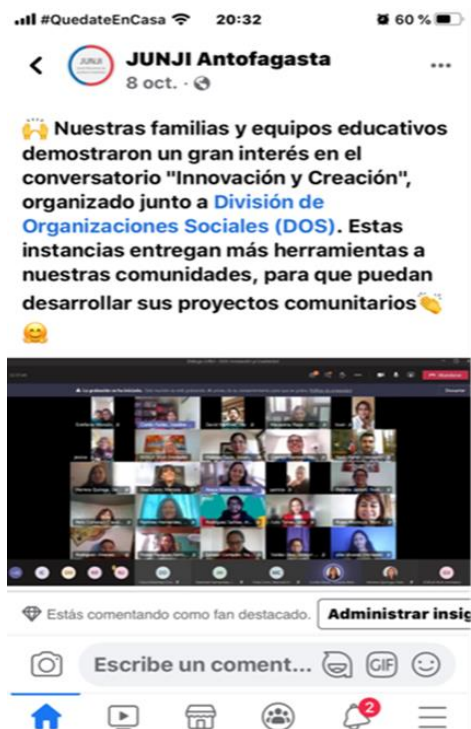 #QuedateEnCasa 20:32 60 %
JUNJI Antofagasta
8 oct.
🙌 Nuestras familias y equipos educativos
demostraron un gran interés en el
conversatorio "Innovación y Creación",
organizado junto a División de
Organizaciones Sociales (DOS). Estas
instancias entregan más herramientas a
nuestras comunidades, para que puedan
desarrollar sus proyectos comunitarios👏
🤗
Estás comentando como fan destacado. Administrar insig
Escribe un coment... GIF
2